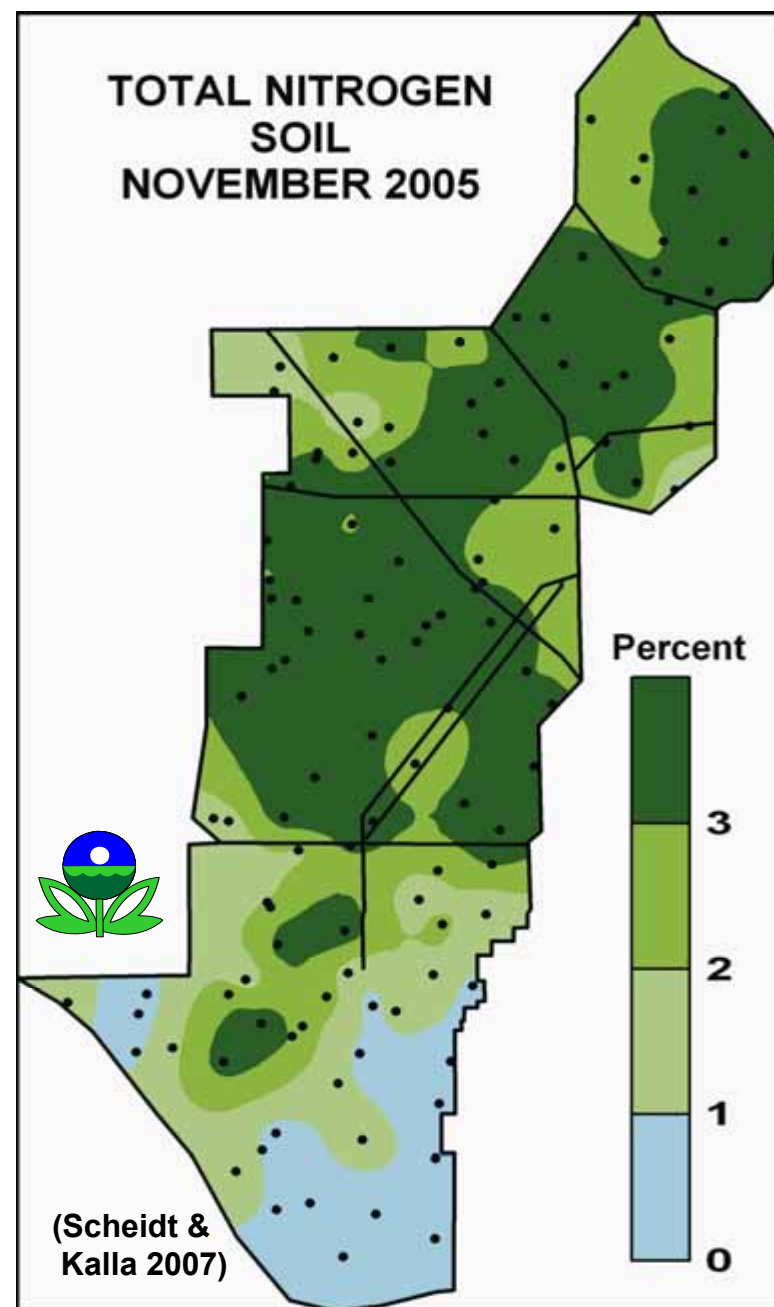 TOTAL NITROGEN
SOIL
NOVEMBER 2005
Percent
3
2
1
0
(Scheidt &
Kalla 2007)